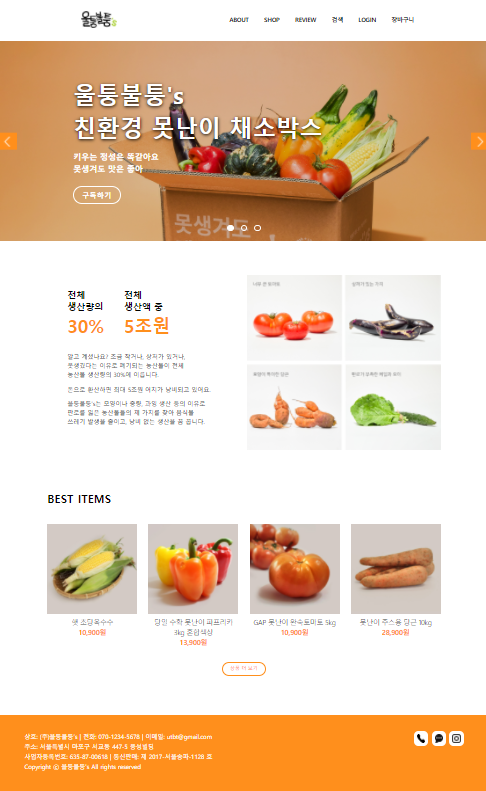 울퉁불퉁
ABOUT SHOP REVIEW 검색 LOGIN 장바구니
울퉁불퉁's
친환경 못난이 채소박스
키우는 정성은 똑같아요
못생겨도 맛은 좋아
구독하기
못생겨도
전체 생산량의
30%
전체 생산액 중
5조원
알고 계셨나요? 조금 작거나, 상처가 있거나,
못생겼다는 이유로 폐기되는 농산물이 전체
농산물 생산량의 30%에 이릅니다.
돈으로 환산하면 최대 5조원 어치가 낭비되고 있어요.
울퉁불퉁's는 모양이나 중량, 과잉 생산 등의 이유로
판로를 잃은 농산물들의 제 가치를 찾아 음식물
쓰레기 발생을 줄이고, 낭비 없는 생산을 꿈 꿉니다.
BEST ITEMS
햇 초당옥수수
10,900원
당일 수확 못난이 파프리카
3kg 혼합색상
13,900원
GAP 못난이 완숙토마토 5kg
10,900원
못난이 주스용 당근 10kg
28,900원
상호: (주)울퉁불퉁's | 전화: 070-1234-5678 | 이메일: utbt@gmail.com
주소: 서울특별시 마포구 서교동 447-5 풍성빌딩
사업자등록번호: 638-87-00618 | 통신판매: 제 2017-서울송파-1128 호
Copyright ⓒ 울퉁불퉁's All rights reserved